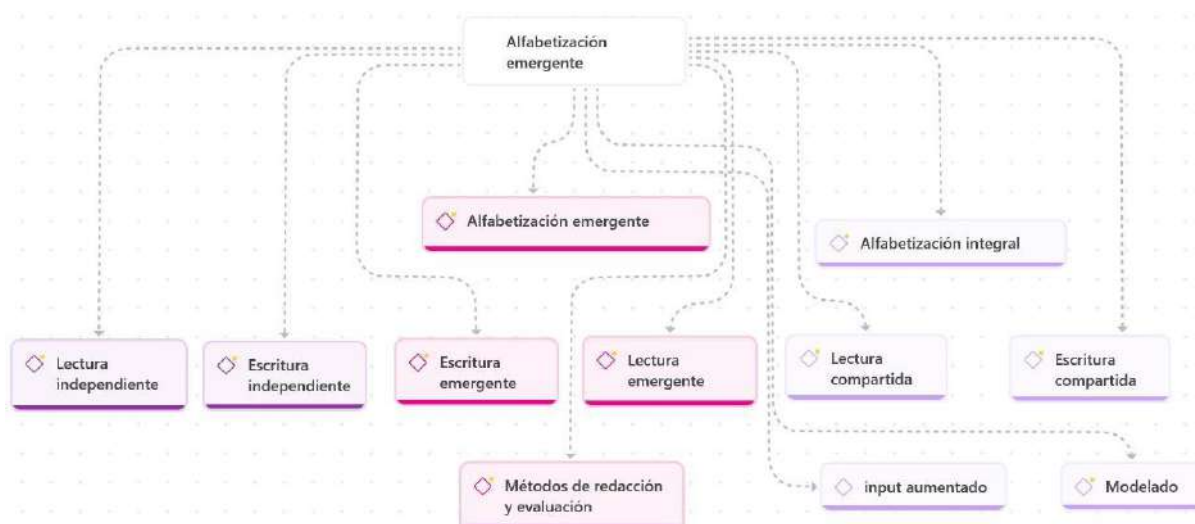 Alfabetización
emergente
Alfabetización emergente
Alfabetización integral
Lectura
independiente
Escritura
independiente
Escritura
emergente
Lectura
emergente
Lectura
compartida
Escritura
compartida
Métodos de redacción
y evaluación
input aumentado
Modelado